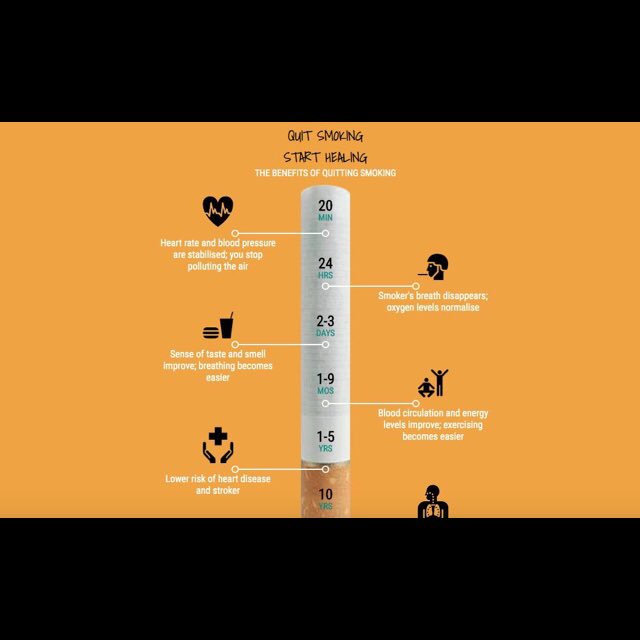 QUIT SMOKING
START HEALING
THE BENEFITS OF QUITTING SMOKING
20
MIN
Heart rate and blood pressure
are stabilised; you stop
polluting the air
24
HRS
Smoker's breath disappears;
oxygen levels normalise
2-3
DAYS
Sense of taste and smell
improve; breathing becomes
easier
1-9
MOS
Blood circulation and energy
levels improve; exercising
becomes easier
1-5
YRS
Lower risk of heart disease
and stroker
10
YRS